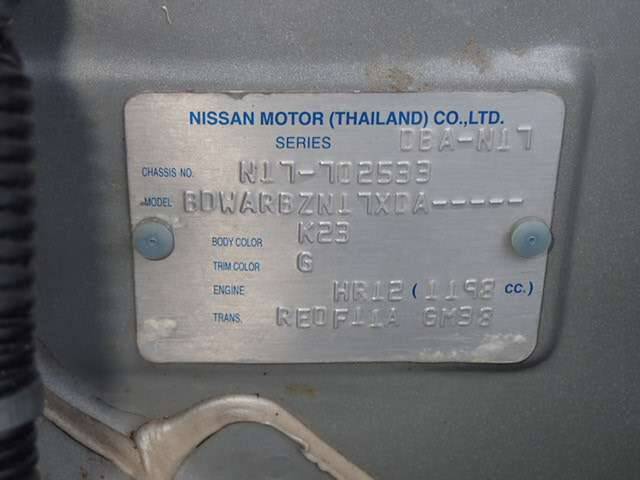 NISSAN MOTOR (THAILAND) CO.,LTD.
SERIES DBA-N17
CHASSIS NO. N17-702533
MODEL BDWARBZN17XDA-----
BODY COLOR K23
TRIM COLOR G
ENGINE HR12 ( 1198 CC.)
TRANS. RE0F11A GM38